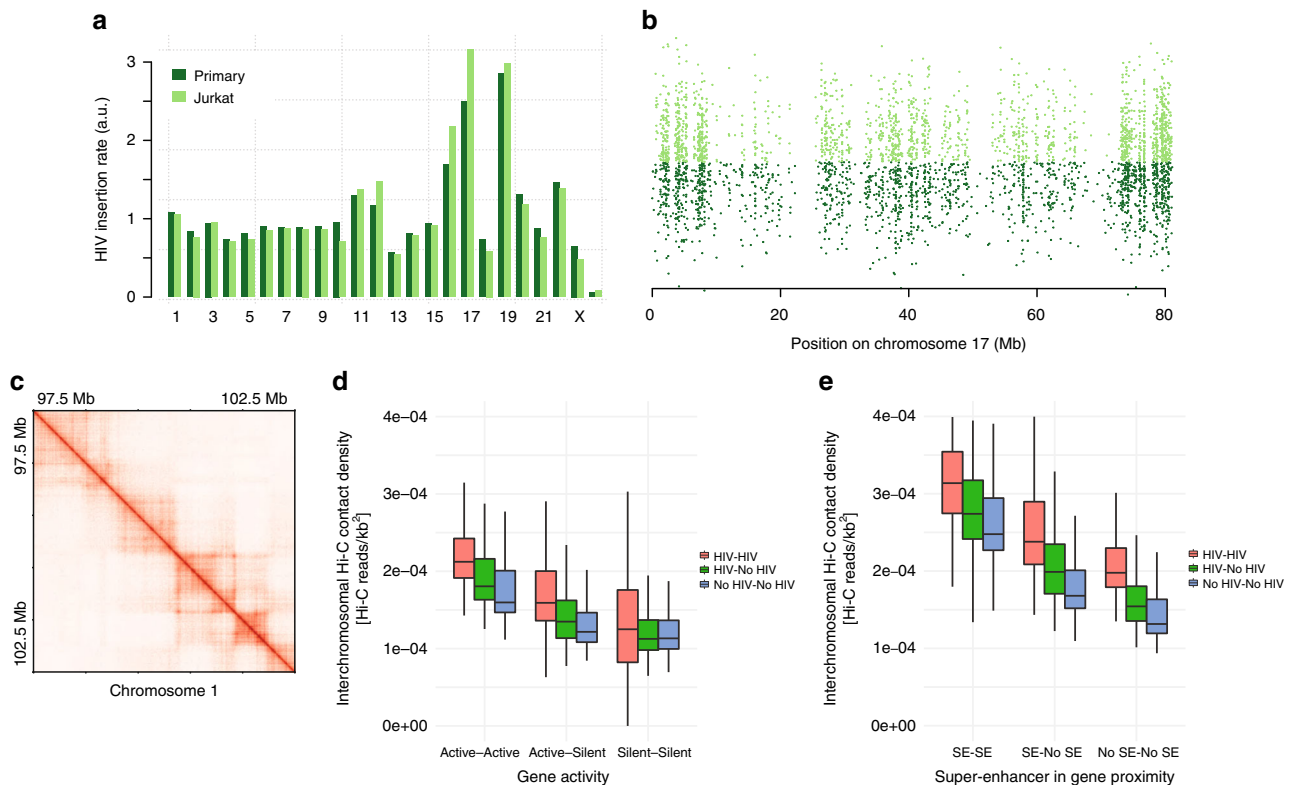 a
HIV insertion rate (a.u.)
3
2
1
0
Primary
Jurkat
1 3 5 7 9 11 13 15 17 19 21 X
b
0 20 40 60 80
Position on chromosome 17 (Mb)
c
97.5 Mb 102.5 Mb
97.5 Mb
102.5 Mb
Chromosome 1
d
Interchromosomal Hi-C contact density
[Hi-C reads/kb²]
4e–04
3e–04
2e–04
1e–04
0e+00
Active–Active Active–Silent Silent–Silent
Gene activity
HIV-HIV
HIV-No HIV
No HIV-No HIV
e
Interchromosomal Hi-C contact density
[Hi-C reads/kb²]
4e–04
3e–04
2e–04
1e–04
0e+00
SE-SE SE-No SE No SE-No SE
Super-enhancer in gene proximity
HIV-HIV
HIV-No HIV
No HIV-No HIV